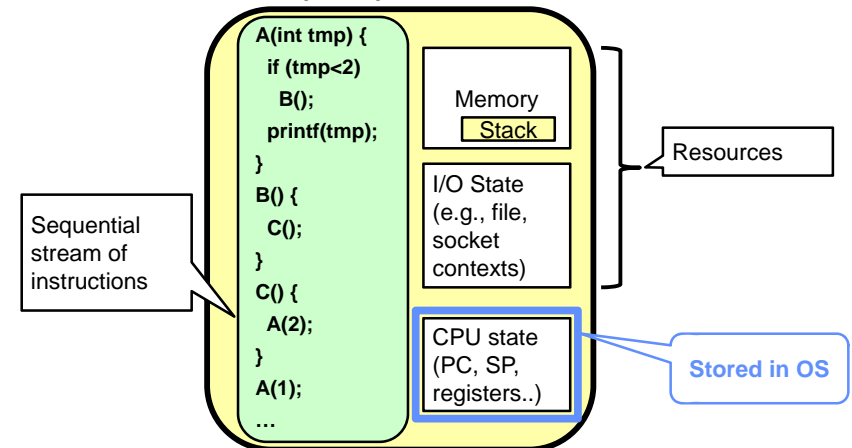 A(int tmp) {
if (tmp<2)
B();
printf(tmp);
}
B() {
C();
}
C() {
A(2);
}
A(1);
…
Sequential
stream of
instructions
Memory
Stack
I/O State
(e.g., file,
socket
contexts)
CPU state
(PC, SP,
registers..)
Resources
Stored in OS